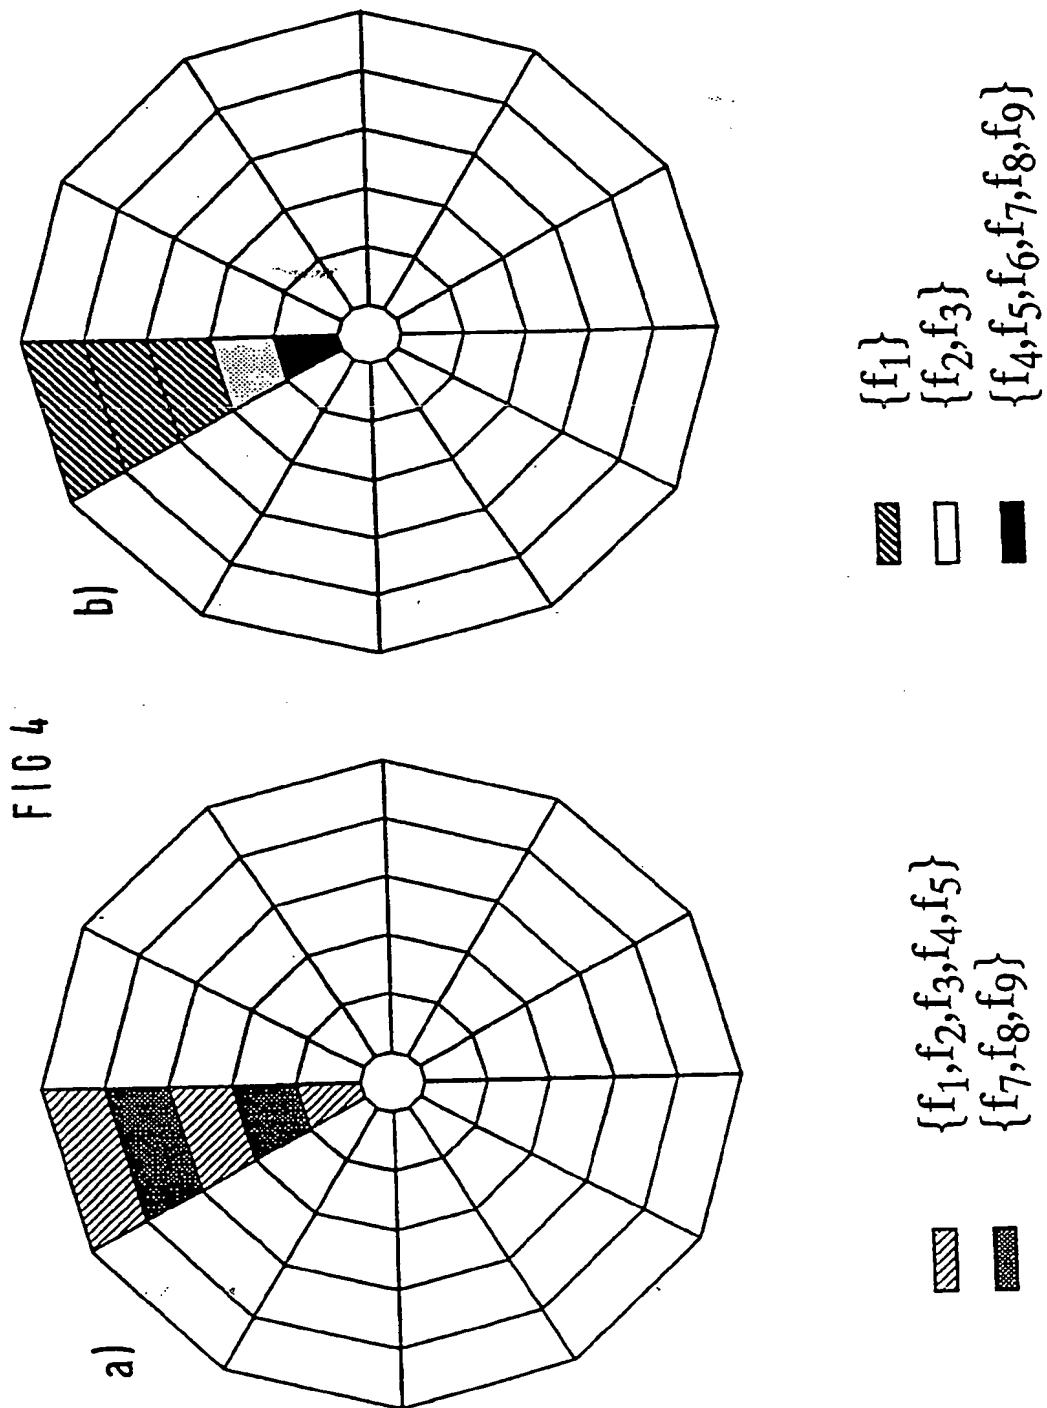 FIG 4
a)
{f₁,f₂,f₃,f₄,f₅}
{f₇,f₈,f₉}
b)
{f₁}
{f₂,f₃}
{f₄,f₅,f₆,f₇,f₈,f₉}